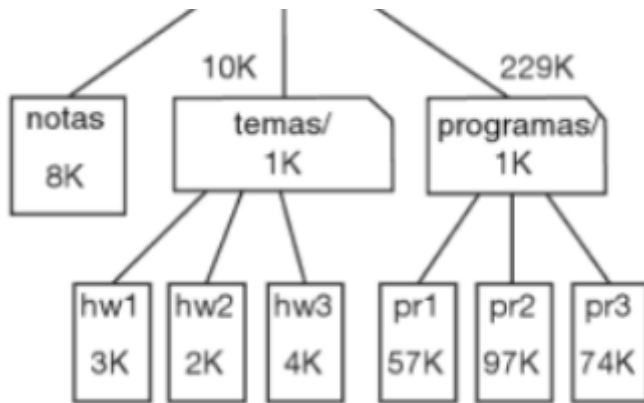 10K
229K
notas
8K
temas/
1K
programas/
1K
hw1
3K
hw2
2K
hw3
4K
pr1
57K
pr2
97K
pr3
74K